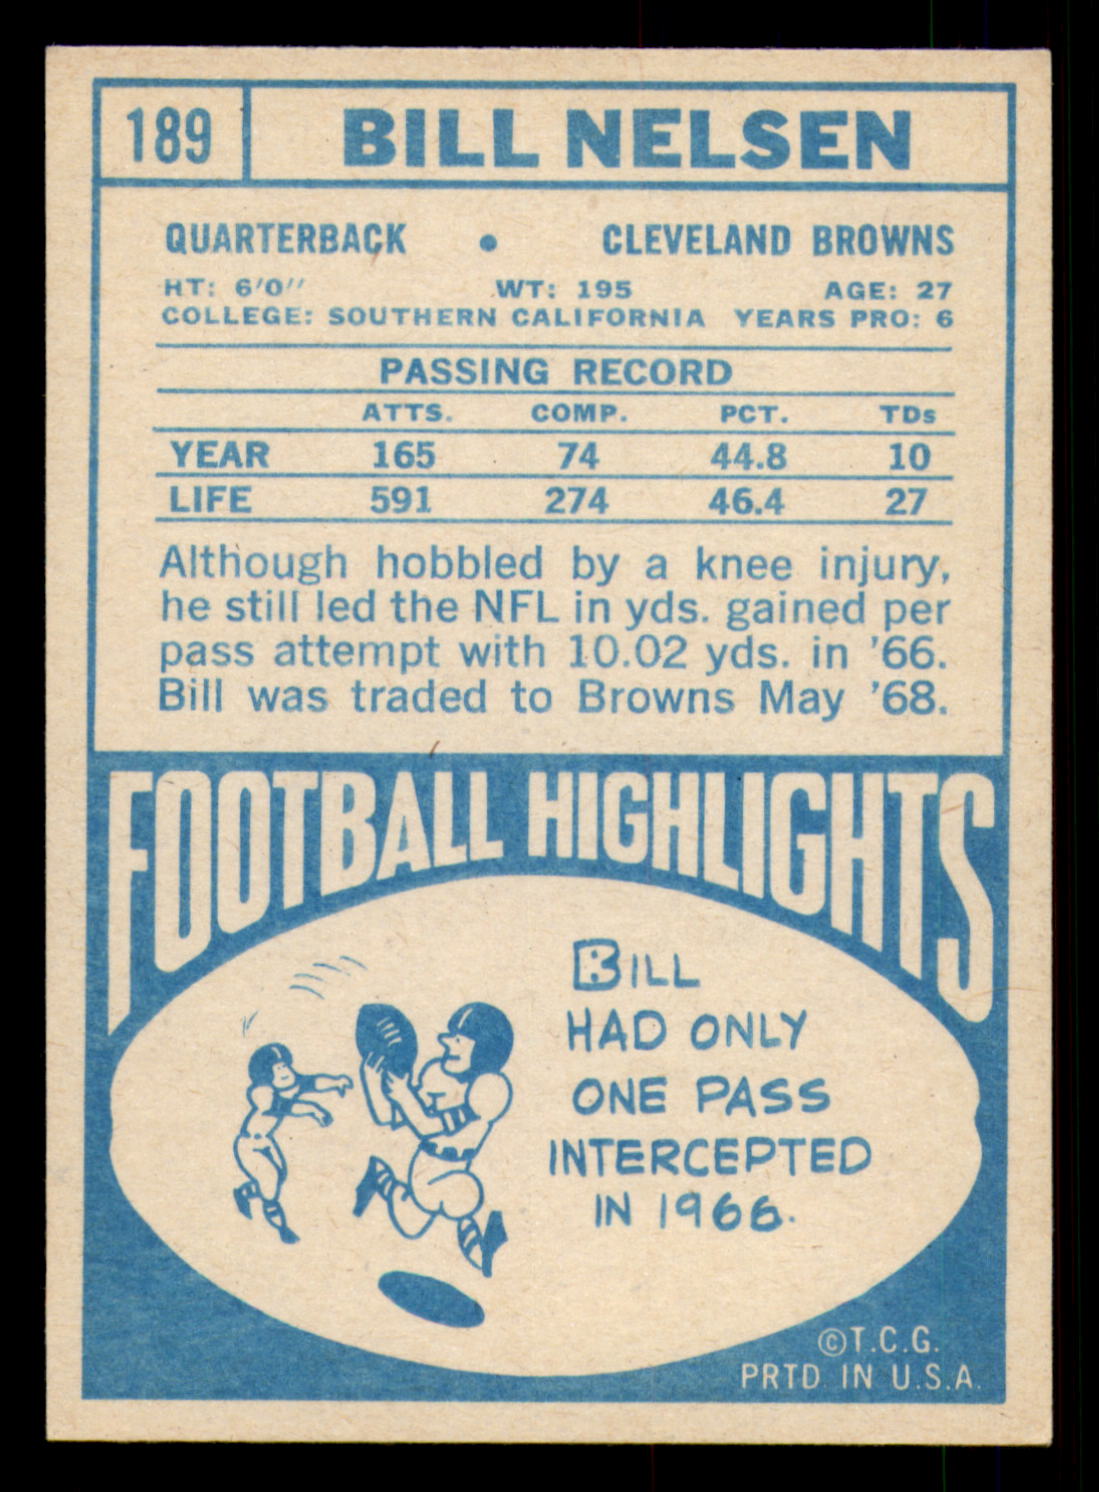 189 BILL NELSEN
QUARTERBACK • CLEVELAND BROWNS
HT: 6'0'' WT: 195 AGE: 27
COLLEGE: SOUTHERN CALIFORNIA YEARS PRO: 6
PASSING RECORD
ATTS. COMP. PCT. TDs
YEAR 165 74 44.8 10
LIFE 591 274 46.4 27
Although hobbled by a knee injury,
he still led the NFL in yds. gained per
pass attempt with 10.02 yds. in '66.
Bill was traded to Browns May '68.
FOOTBALL HIGHLIGHTS
BILL
HAD ONLY
ONE PASS
INTERCEPTED
IN 1966.
©T.C.G.
PRTD. IN U.S.A.